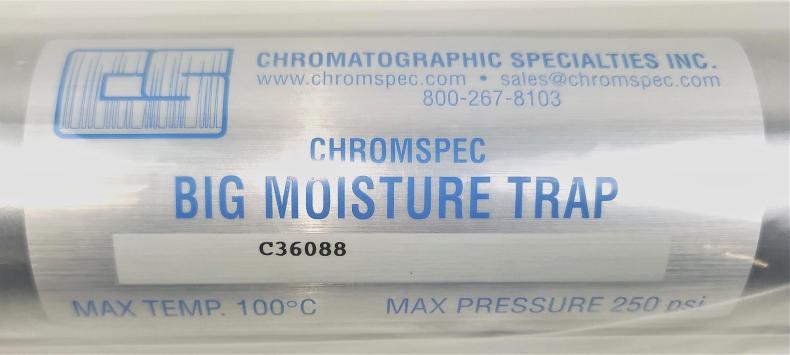 CS
CHROMATOGRAPHIC SPECIALTIES INC.
www.chromspec.com • sales@chromspec.com
800-267-8103
CHROMSPEC
BIG MOISTURE TRAP
C36088
MAX TEMP. 100°C MAX PRESSURE 250 psi